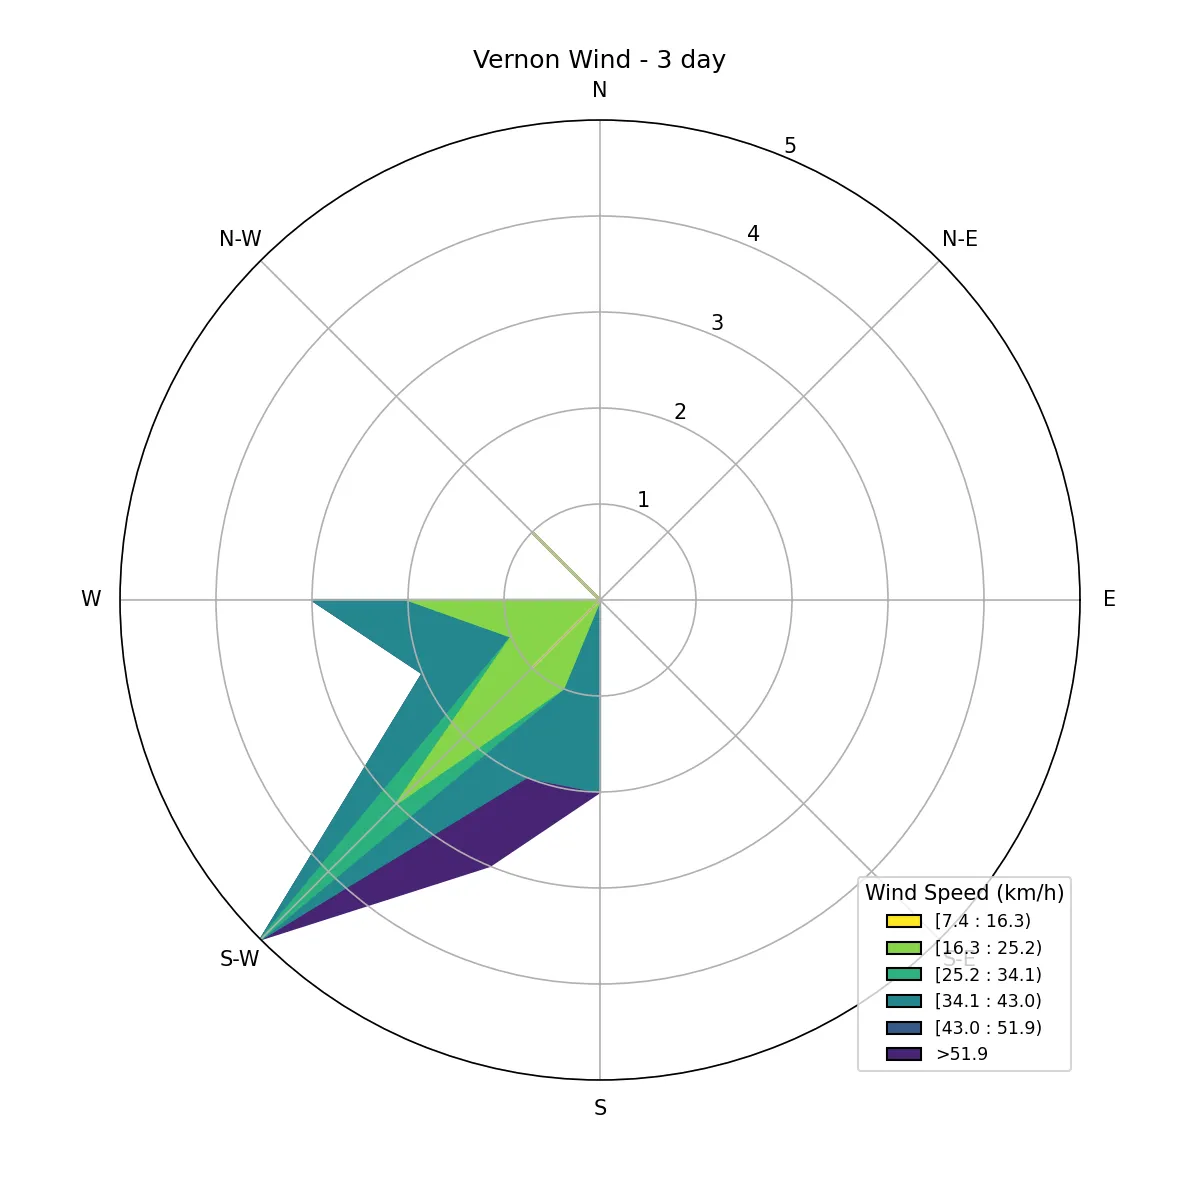 Vernon Wind - 3 day
N
5
N-W
4
N-E
3
2
1
W
E
S-W
S-E
S
Wind Speed (km/h)
[7.4 : 16.3)
[16.3 : 25.2)
[25.2 : 34.1)
[34.1 : 43.0)
[43.0 : 51.9)
>51.9